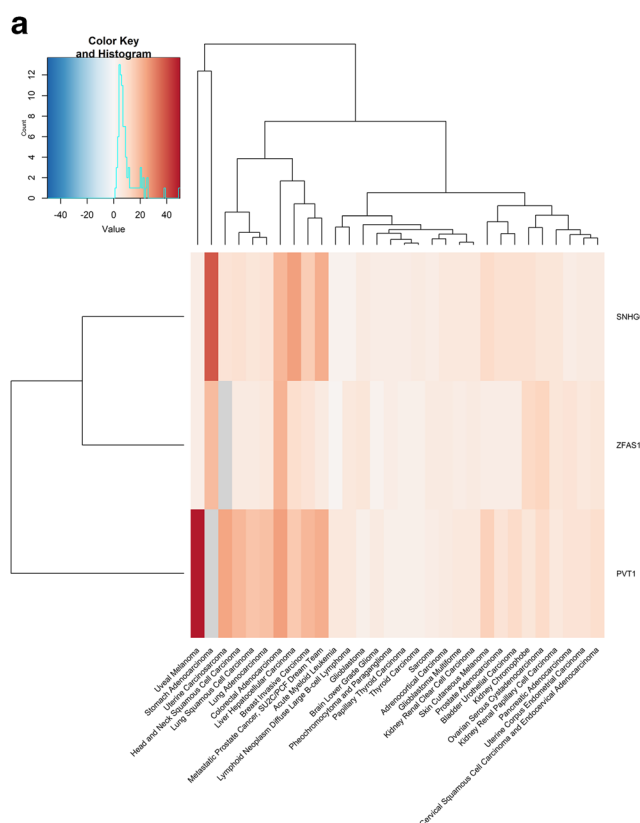 a
Color Key
and Histogram
Count
0 2 4 6 8 10 12
-40 -20 0 20 40
Value
SNHG
ZFAS1
PVT1
Uveal Melanoma
Stomach Adenocarcinoma
Uterine Carcinosarcoma
Head and Neck Squamous Cell Carcinoma
Lung Squamous Cell Carcinoma
Lung Adenocarcinoma
Colorectal Adenocarcinoma
Liver Hepatocellular Carcinoma
Breast Invasive Carcinoma
Metastatic Prostate Cancer, SU2C/PCF Dream Team
Acute Myeloid Leukemia
Lymphoid Neoplasm Diffuse Large B-cell Lymphoma
Glioblastoma
Brain Lower Grade Glioma
Pheochromocytoma and Paraganglioma
Papillary Thyroid Carcinoma
Thyroid Carcinoma
Sarcoma
Adrenocortical Carcinoma
Glioblastoma Multiforme
Kidney Renal Clear Cell Carcinoma
Skin Cutaneous Melanoma
Prostate Adenocarcinoma
Bladder Urothelial Carcinoma
Kidney Chromophobe
Ovarian Serous Cystadenocarcinoma
Kidney Renal Papillary Cell Carcinoma
Pancreatic Adenocarcinoma
Uterine Corpus Endometrial Carcinoma
Cervical Squamous Cell Carcinoma and Endocervical Adenocarcinoma